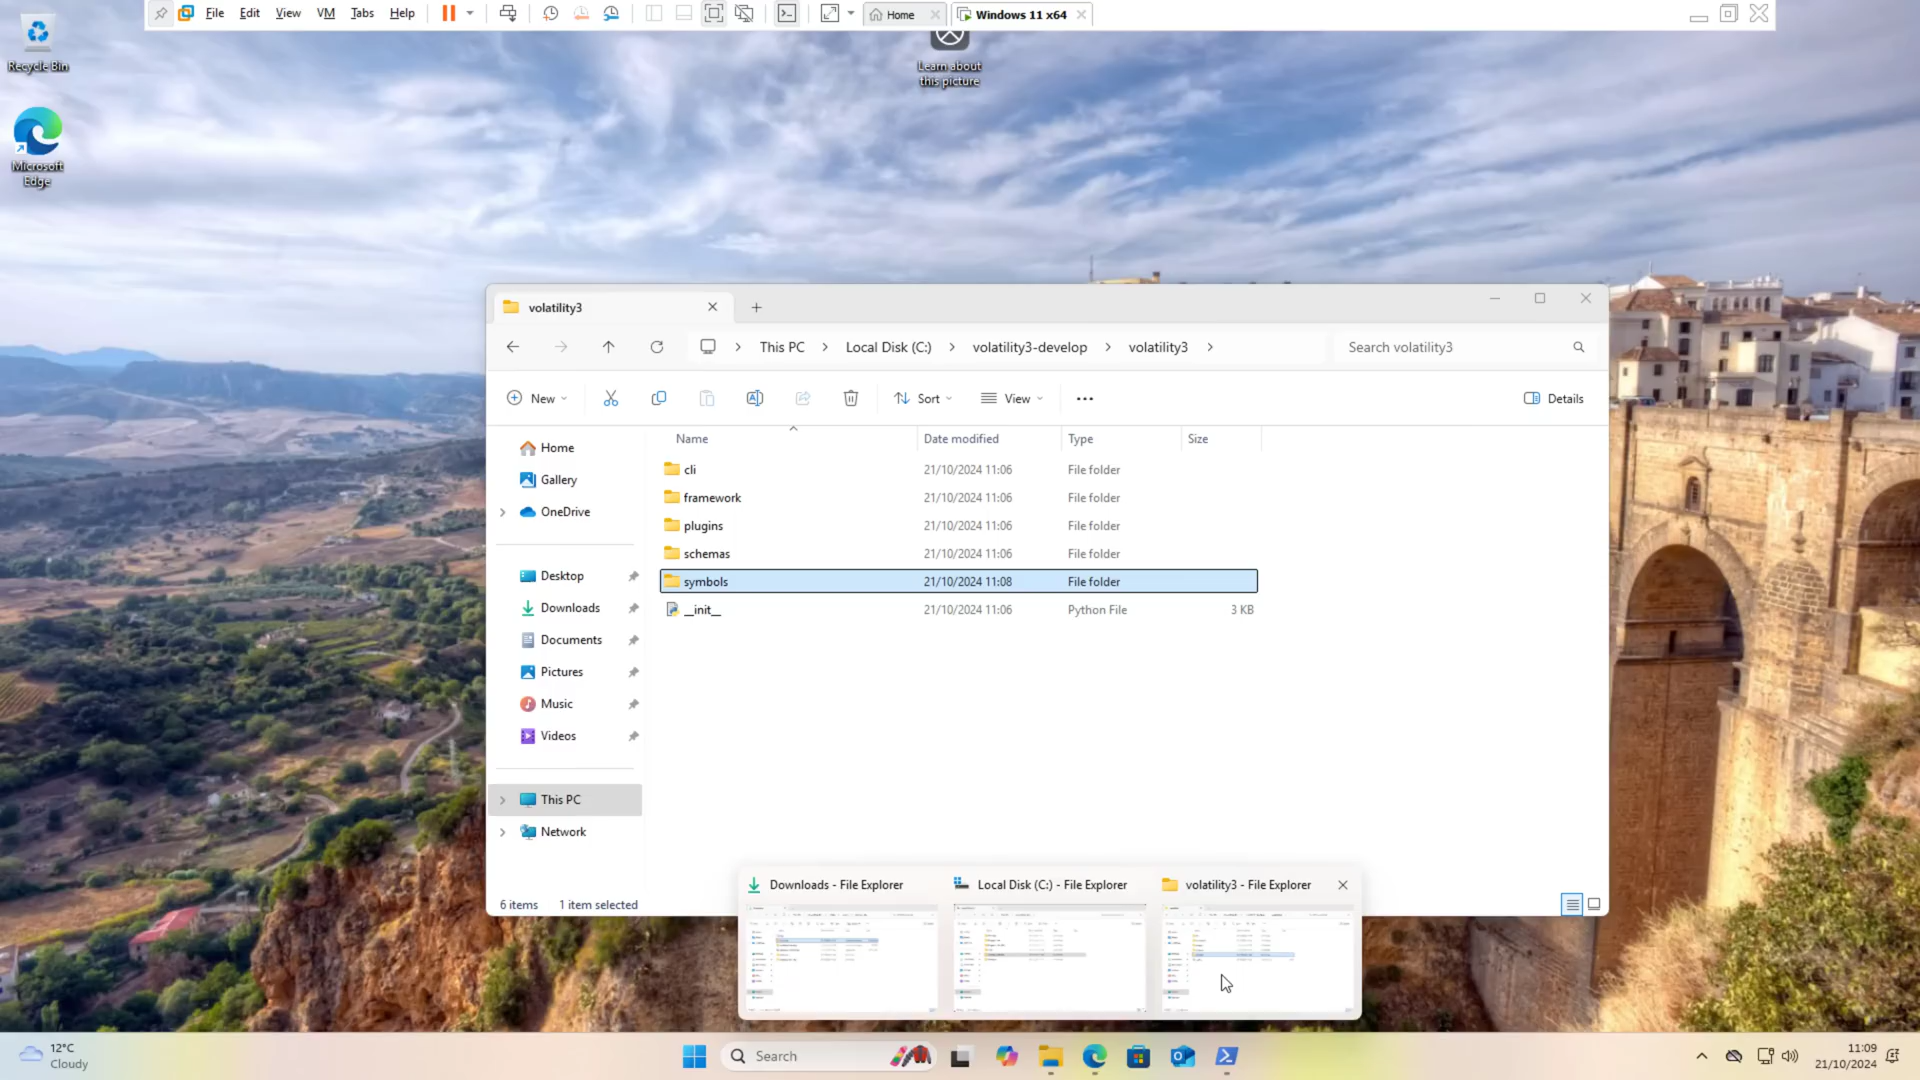 File Edit View VM Tabs Help
Home
Windows 11 x64
Recycle Bin
Learn about
this picture
Microsoft
Edge
volatility3
This PC
Local Disk (C:)
volatility3-develop
volatility3
Search volatility3
New
Sort
View
Details
Name Date modified Type Size
Home
Gallery
OneDrive
Desktop
Downloads
Documents
Pictures
Music
Videos
This PC
Network
cli 21/10/2024 11:06 File folder
framework 21/10/2024 11:06 File folder
plugins 21/10/2024 11:06 File folder
schemas 21/10/2024 11:06 File folder
symbols 21/10/2024 11:08 File folder
__init__ 21/10/2024 11:06 Python File 3 KB
6 items 1 item selected
Downloads - File Explorer
Local Disk (C:) - File Explorer
volatility3 - File Explorer
12°C
Cloudy
Search
11:09
21/10/2024